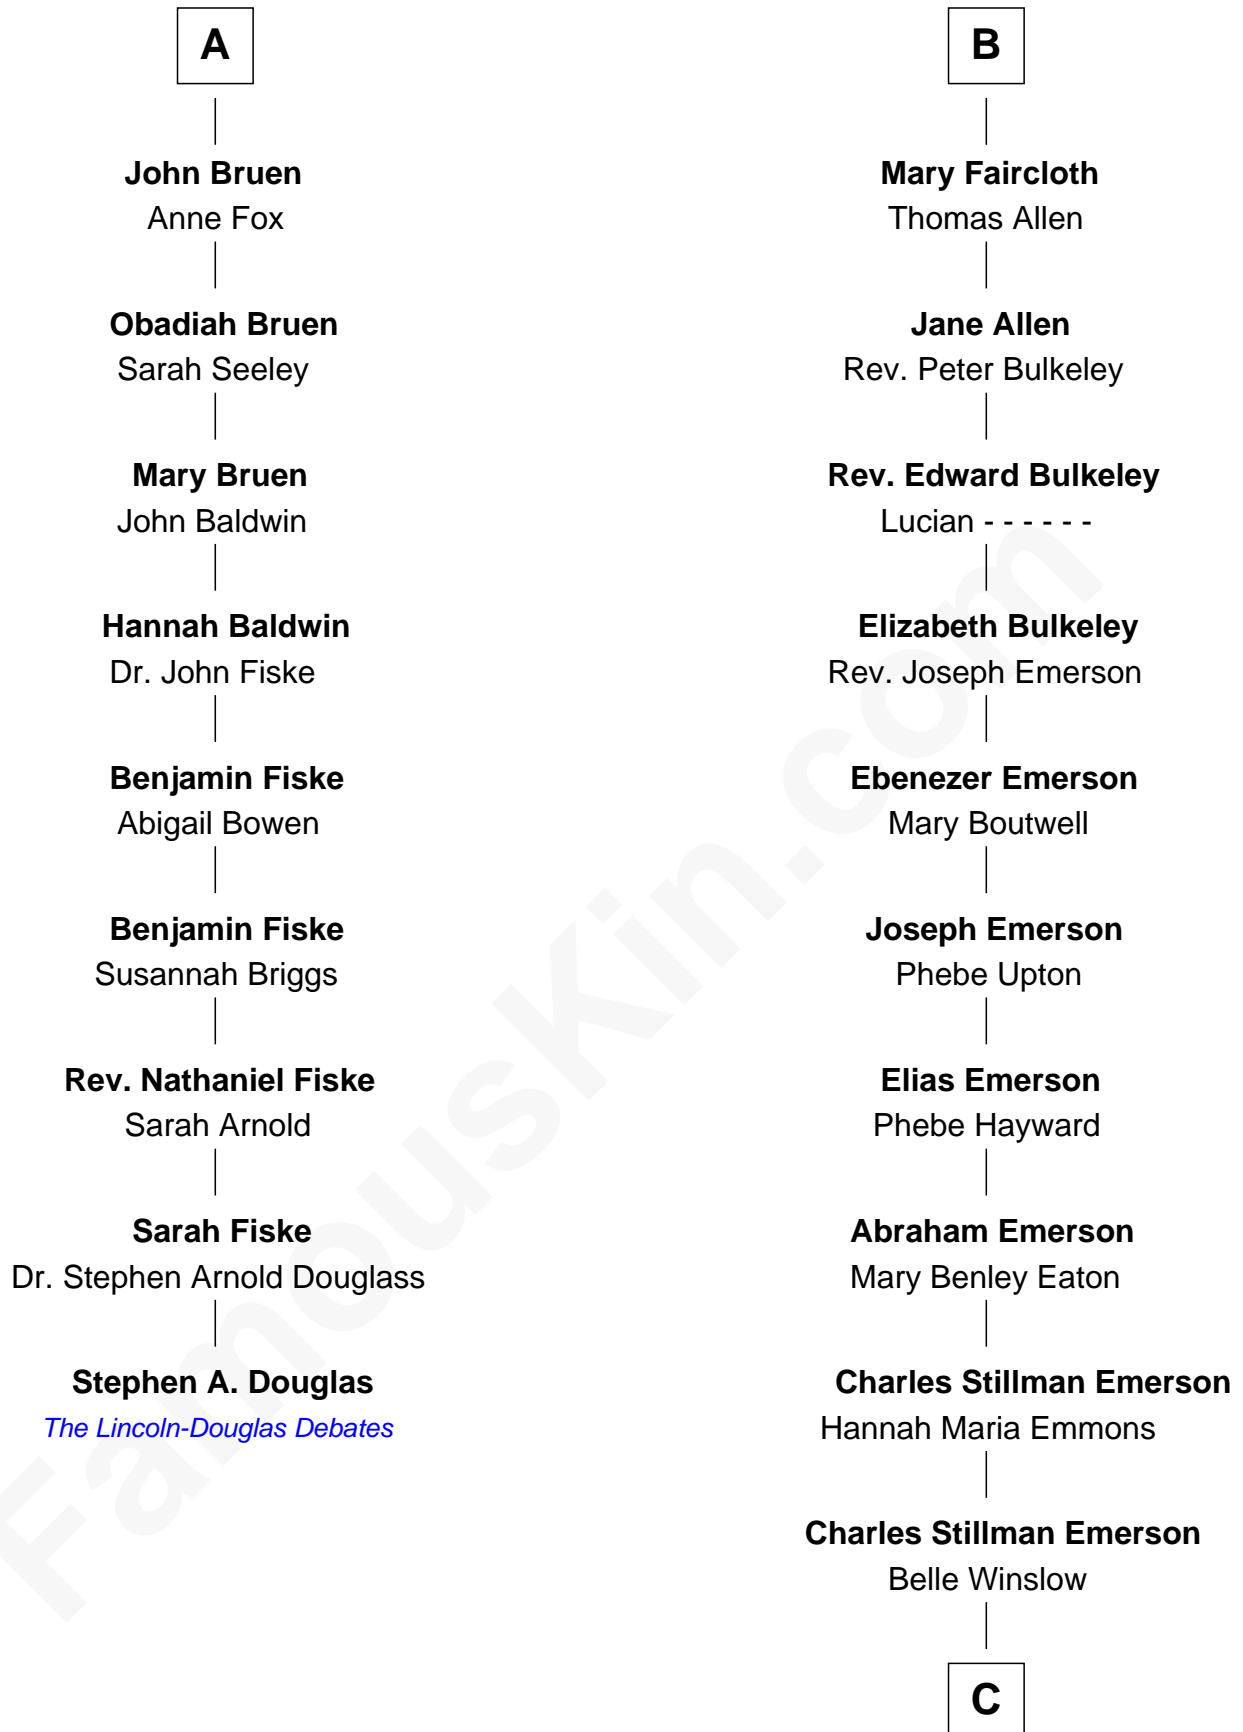 A
John Bruen
Anne Fox
Obadiah Bruen
Sarah Seeley
Mary Bruen
John Baldwin
Hannah Baldwin
Dr. John Fiske
Benjamin Fiske
Abigail Bowen
Benjamin Fiske
Susannah Briggs
Rev. Nathaniel Fiske
Sarah Arnold
Sarah Fiske
Dr. Stephen Arnold Douglass
Stephen A. Douglas
The Lincoln-Douglas Debates
B
Mary Faircloth
Thomas Allen
Jane Allen
Rev. Peter Bulkeley
Rev. Edward Bulkeley
Lucian - - - - - -
Elizabeth Bulkeley
Rev. Joseph Emerson
Ebenezer Emerson
Mary Boutwell
Joseph Emerson
Phebe Upton
Elias Emerson
Phebe Hayward
Abraham Emerson
Mary Benley Eaton
Charles Stillman Emerson
Hannah Maria Emmons
Charles Stillman Emerson
Belle Winslow
C
FamousKin.com